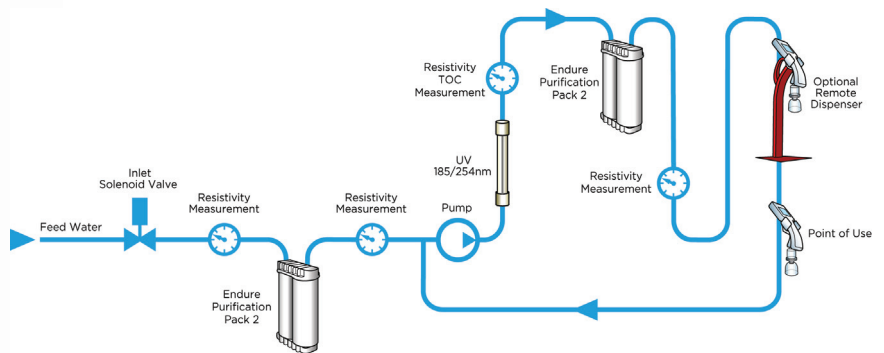 Feed Water
Inlet
Solenoid Valve
Resistivity
Measurement
Endure
Purification
Pack 2
Resistivity
Measurement
Pump
UV
185/254nm
Resistivity
TOC
Measurement
Endure
Purification
Pack 2
Resistivity
Measurement
Optional
Remote
Dispenser
Point of Use